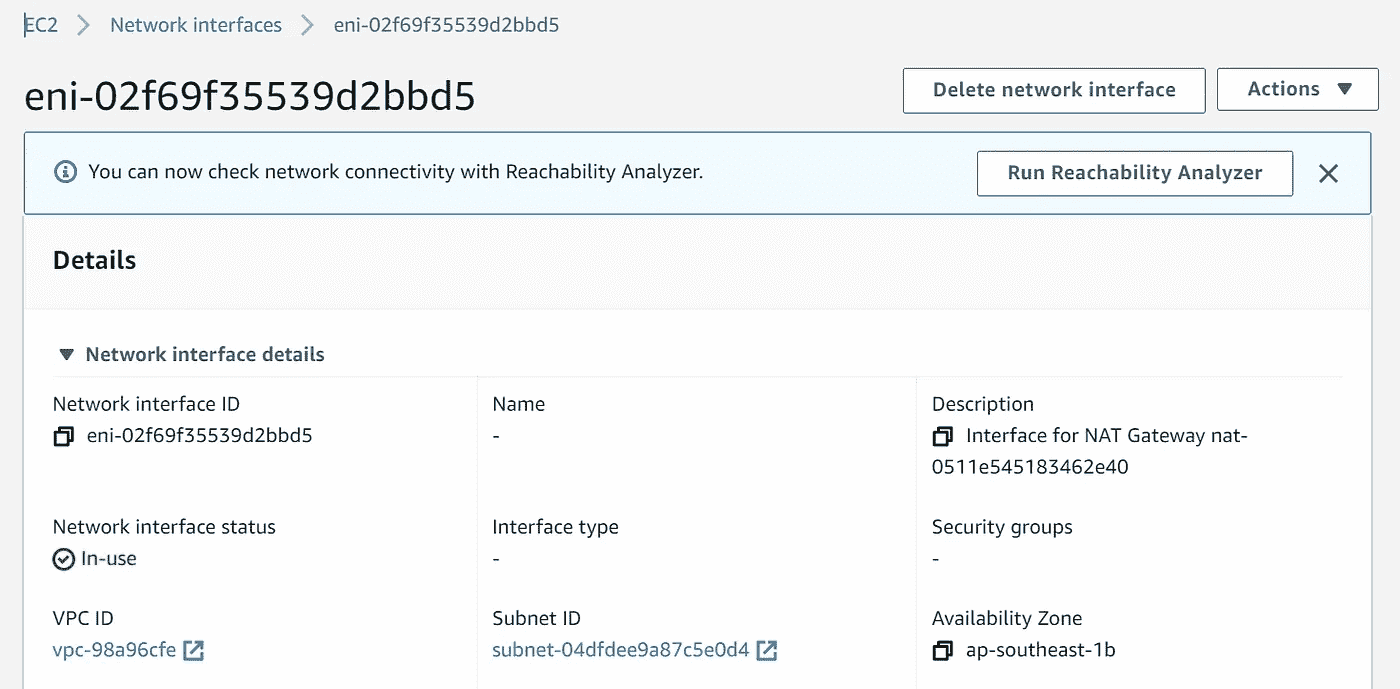 EC2 > Network interfaces > eni-02f69f35539d2bbd5
eni-02f69f35539d2bbd5
Delete network interface
Actions ▼
You can now check network connectivity with Reachability Analyzer.
Run Reachability Analyzer
Details
▼ Network interface details
Network interface ID
eni-02f69f35539d2bbd5
Name
-
Description
Interface for NAT Gateway nat-
0511e545183462e40
Network interface status
In-use
Interface type
-
Security groups
-
VPC ID
vpc-98a96cfe
Subnet ID
subnet-04dfdee9a87c5e0d4
Availability Zone
ap-southeast-1b